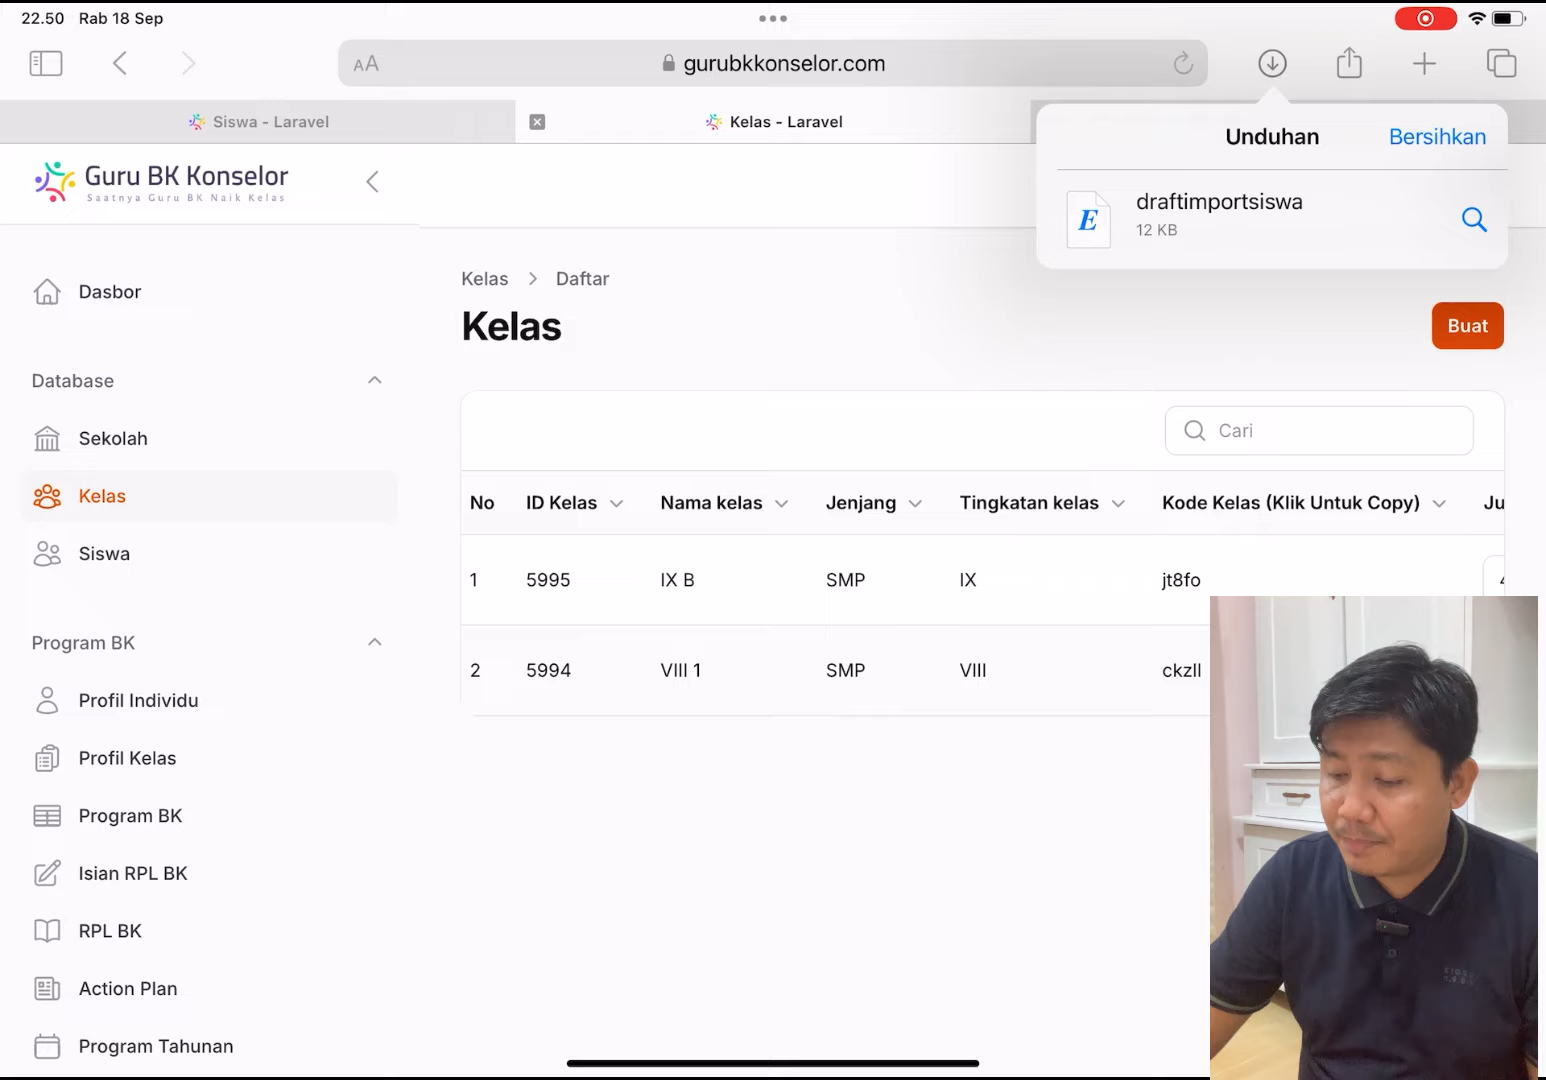 22.50 Rab 18 Sep
AA gurubkkonselor.com
Siswa - Laravel
Kelas - Laravel
Unduhan Bersihkan
draftimportsiswa
12 KB
E
Guru BK Konselor
Saatnya Guru BK Naik Kelas
Dasbor
Database
Sekolah
Kelas
Siswa
Program BK
Profil Individu
Profil Kelas
Program BK
Isian RPL BK
RPL BK
Action Plan
Program Tahunan
Kelas > Daftar
Kelas
Buat
Cari
No ID Kelas Nama kelas Jenjang Tingkatan kelas Kode Kelas (Klik Untuk Copy) Ju
1 5995 IX B SMP IX jt8fo
2 5994 VIII 1 SMP VIII ckzll